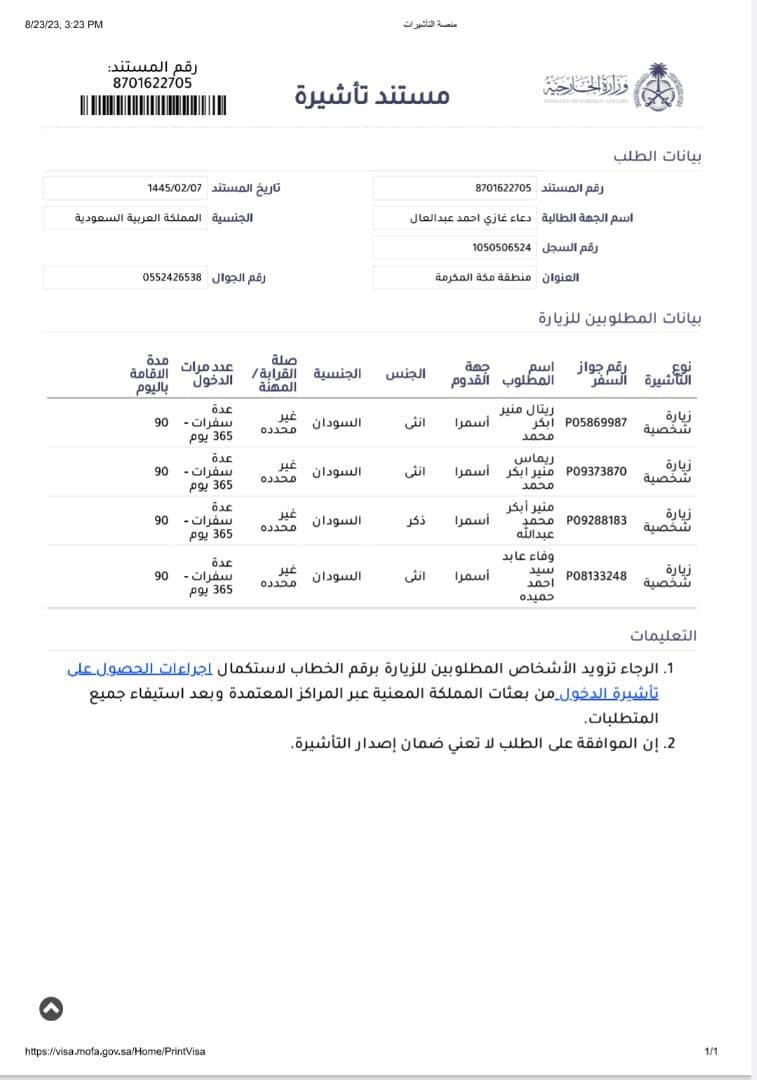 8/23/23, 3:23 PM
منصة التأشيرات
وزارة الخارجية
MINISTRY OF FOREIGN AFFAIRS
مستند تأشيرة
رقم المستند:
8701622705
بيانات الطلب
رقم المستند 8701622705 تاريخ المستند 1445/02/07
اسم الجهة الطالبة دعاء غازي احمد عبدالعال الجنسية المملكة العربية السعودية
رقم السجل 1050506524
العنوان منطقة مكة المكرمة رقم الجوال 0552426538
بيانات المطلوبين للزيارة
نوع التأشيرة رقم جواز السفر اسم المطلوب جهة القدوم الجنس الجنسية صلة القرابة/ المهنة عدد مرات الدخول مدة الاقامة باليوم
زيارة شخصية P05869987 ريتال منير ابكر محمد أسمرا انثى السودان غير محدده عدة سفرات - 365 يوم 90
زيارة شخصية P09373870 ريماس منير ابكر محمد أسمرا انثى السودان غير محدده عدة سفرات - 365 يوم 90
زيارة شخصية P09288183 منير أبكر محمد عبدالله أسمرا ذكر السودان غير محدده عدة سفرات - 365 يوم 90
زيارة شخصية P08133248 وفاء عابد سيد احمد حميده أسمرا انثى السودان غير محدده عدة سفرات - 365 يوم 90
التعليمات
1. الرجاء تزويد الأشخاص المطلوبين للزيارة برقم الخطاب لاستكمال اجراءات الحصول على
تأشيرة الدخول من بعثات المملكة المعنية عبر المراكز المعتمدة وبعد استيفاء جميع
المتطلبات.
2. إن الموافقة على الطلب لا تعني ضمان إصدار التأشيرة.
https://visa.mofa.gov.sa/Home/PrintVisa
1/1